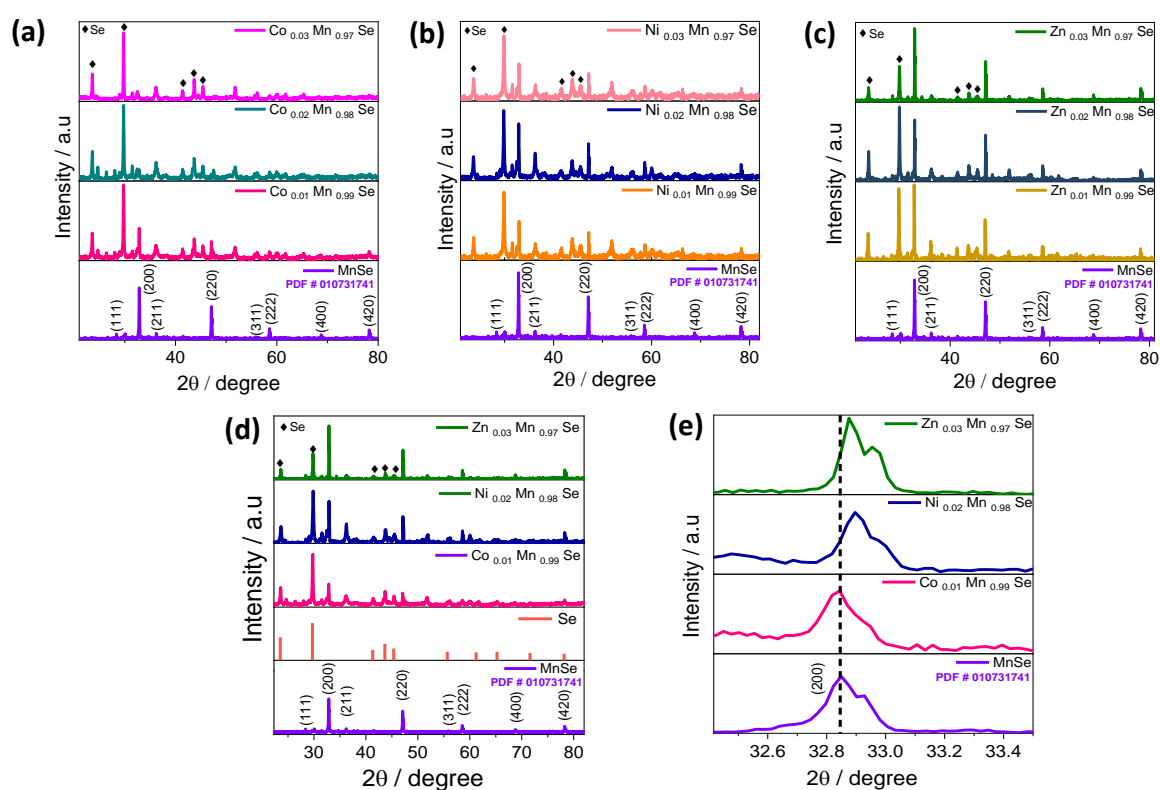 (a)
♦Se
Co 0.03 Mn 0.97 Se
Co 0.02 Mn 0.98 Se
Co 0.01 Mn 0.99 Se
MnSe
PDF # 010731741
(111)
(200)
(211)
(220)
(311)
(222)
(400)
(420)
Intensity / a.u
20
40
60
80
2θ / degree
(b)
♦Se
Ni 0.03 Mn 0.97 Se
Ni 0.02 Mn 0.98 Se
Ni 0.01 Mn 0.99 Se
MnSe
PDF # 010731741
(111)
(200)
(211)
(220)
(311)
(222)
(400)
(420)
Intensity / a.u
40
60
80
2θ / degree
(c)
♦Se
Zn 0.03 Mn 0.97 Se
Zn 0.02 Mn 0.98 Se
Zn 0.01 Mn 0.99 Se
MnSe
PDF # 010731741
(111)
(200)
(211)
(220)
(311)
(222)
(400)
(420)
Intensity / a.u
40
60
80
2θ / degree
(d)
♦Se
Zn 0.03 Mn 0.97 Se
Ni 0.02 Mn 0.98 Se
Co 0.01 Mn 0.99 Se
Se
MnSe
PDF # 010731741
(111)
(200)
(211)
(220)
(311)
(222)
(400)
(420)
Intensity / a.u
30
40
50
60
70
80
2θ / degree
(e)
Zn 0.03 Mn 0.97 Se
Ni 0.02 Mn 0.98 Se
Co 0.01 Mn 0.99 Se
MnSe
PDF # 010731741
(200)
Intensity / a.u
32.6
32.8
33.0
33.2
33.4
2θ / degree